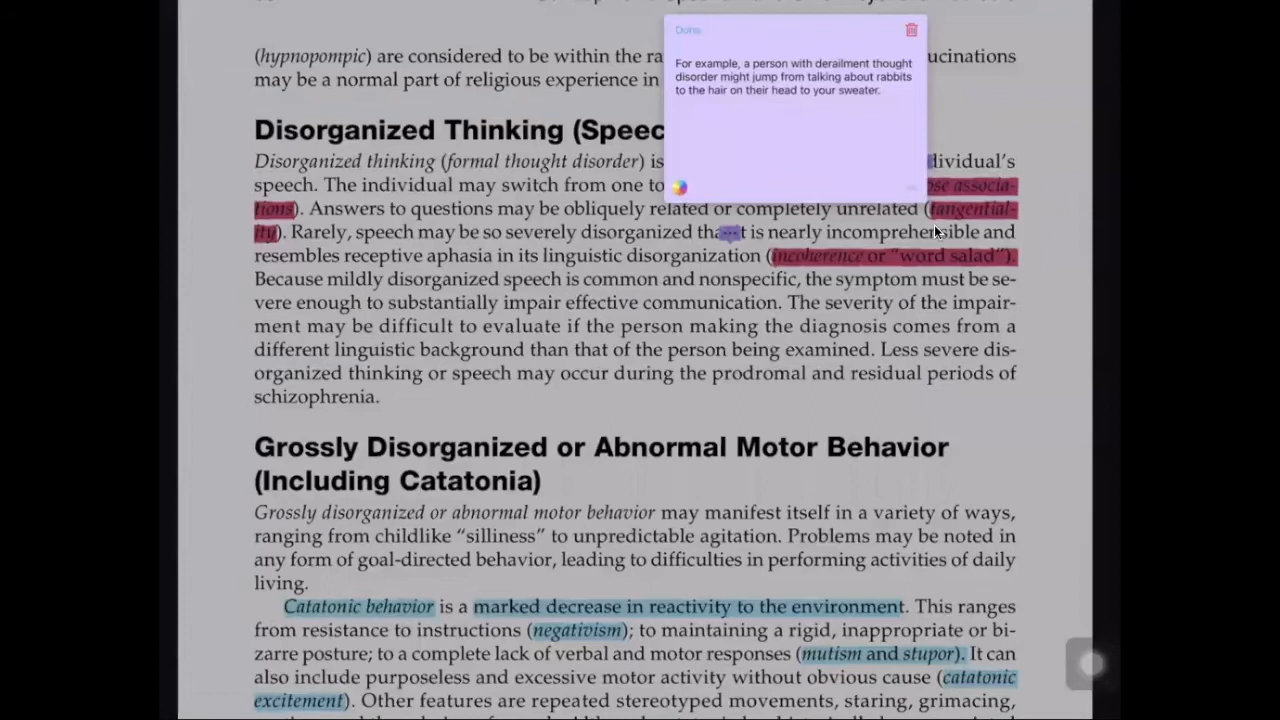 (hypnopompic) are considered to be within the ra
ucinations
may be a normal part of religious experience in
Done
For example, a person with derailment thought
disorder might jump from talking about rabbits
to the hair on their head to your sweater.
Disorganized Thinking (Speec
Disorganized thinking (formal thought disorder) is
dividual's
speech. The individual may switch from one to
ose associa-
tions). Answers to questions may be obliquely related or completely unrelated (tangential-
ity). Rarely, speech may be so severely disorganized that it is nearly incomprehensible and
resembles receptive aphasia in its linguistic disorganization (incoherence or “word salad”).
Because mildly disorganized speech is common and nonspecific, the symptom must be se-
vere enough to substantially impair effective communication. The severity of the impair-
ment may be difficult to evaluate if the person making the diagnosis comes from a
different linguistic background than that of the person being examined. Less severe dis-
organized thinking or speech may occur during the prodromal and residual periods of
schizophrenia.
Grossly Disorganized or Abnormal Motor Behavior
(Including Catatonia)
Grossly disorganized or abnormal motor behavior may manifest itself in a variety of ways,
ranging from childlike “silliness” to unpredictable agitation. Problems may be noted in
any form of goal-directed behavior, leading to difficulties in performing activities of daily
living.
Catatonic behavior is a marked decrease in reactivity to the environment. This ranges
from resistance to instructions (negativism); to maintaining a rigid, inappropriate or bi-
zarre posture; to a complete lack of verbal and motor responses (mutism and stupor). It can
also include purposeless and excessive motor activity without obvious cause (catatonic
excitement). Other features are repeated stereotyped movements, staring, grimacing,